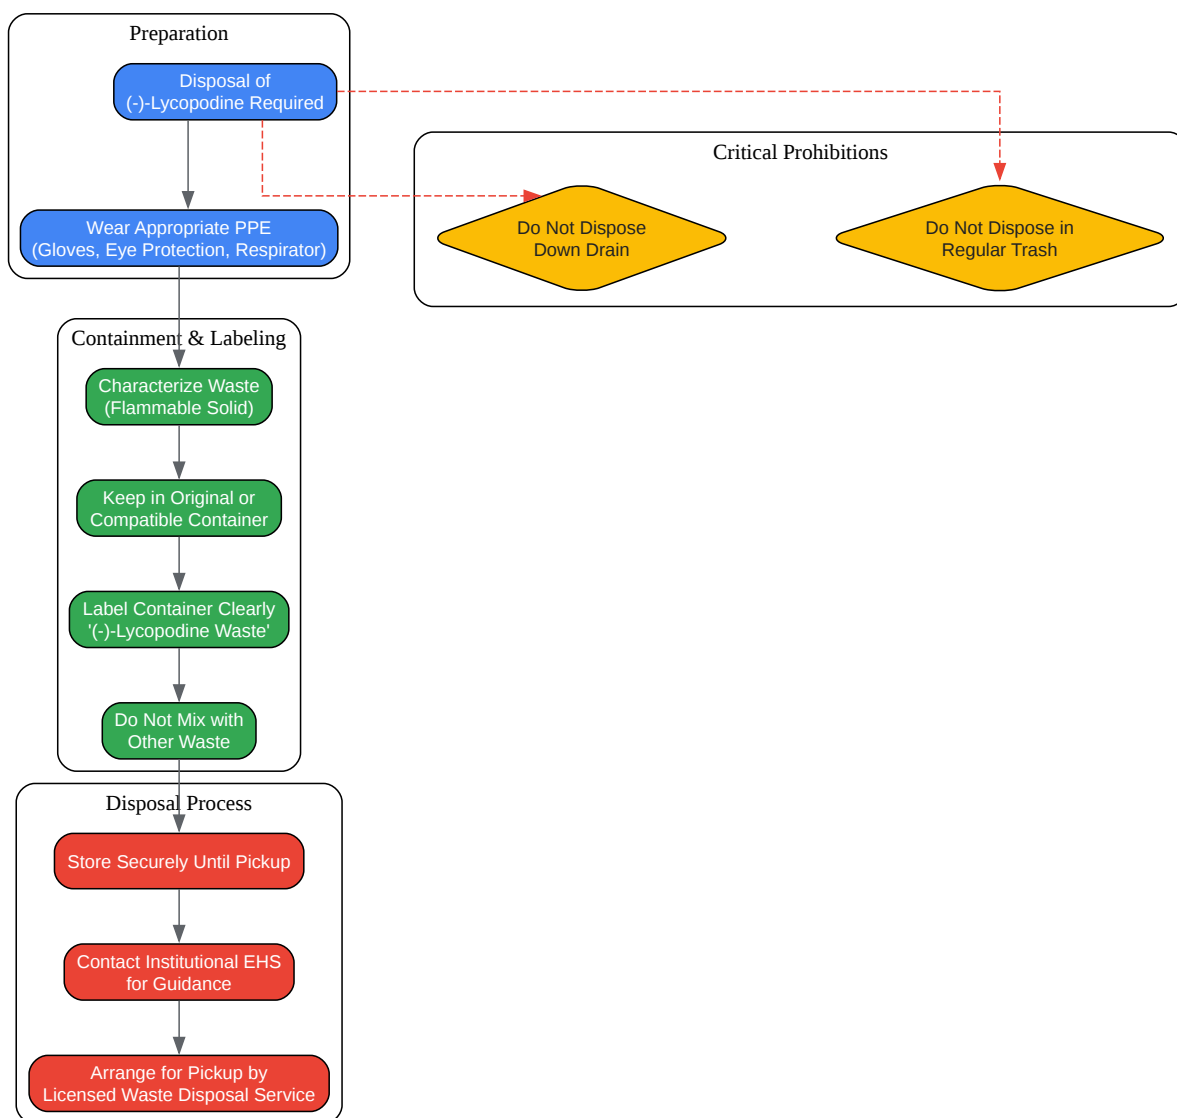 Preparation
Disposal of
(-)-Lycopodine Required
Wear Appropriate PPE
(Gloves, Eye Protection, Respirator)
Critical Prohibitions
Do Not Dispose
Down Drain
Do Not Dispose in
Regular Trash
Containment & Labeling
Characterize Waste
(Flammable Solid)
Keep in Original or
Compatible Container
Label Container Clearly
'(-)-Lycopodine Waste'
Do Not Mix with
Other Waste
Disposal Process
Store Securely Until Pickup
Contact Institutional EHS
for Guidance
Arrange for Pickup by
Licensed Waste Disposal Service